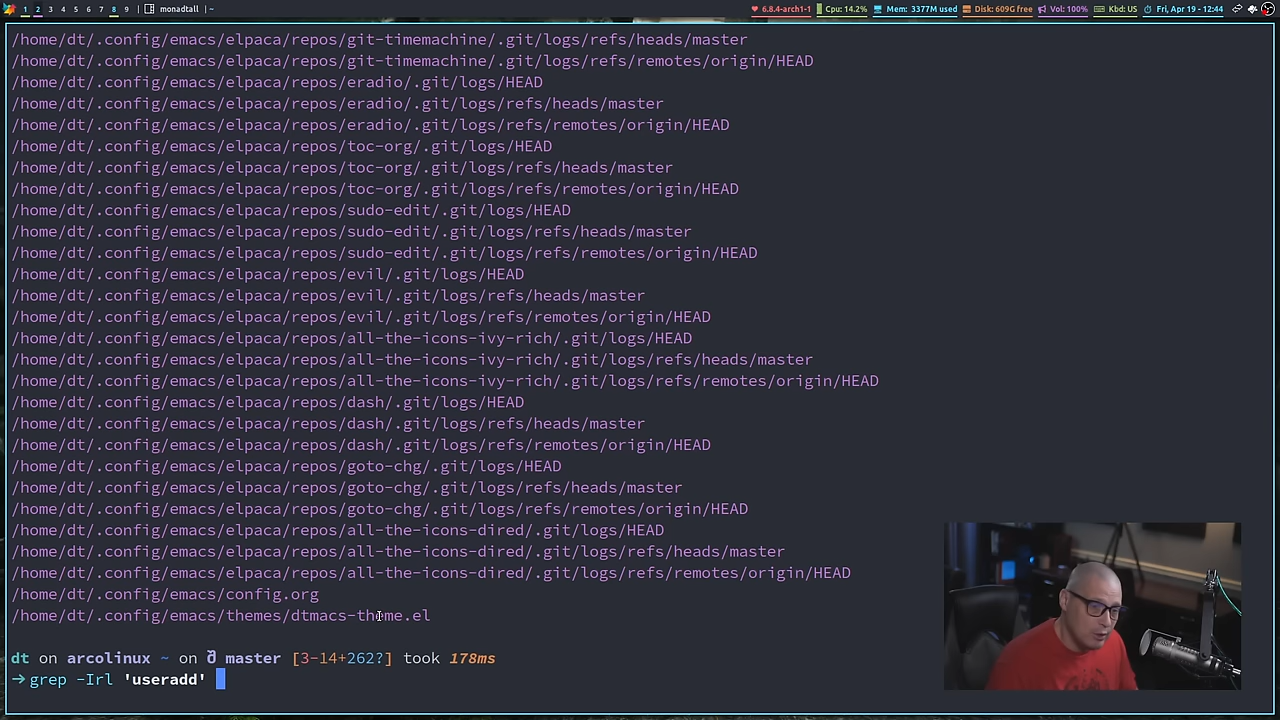 1 2 3 4 5 6 7 8 9 | monadtall | ~ 6.8.4-arch1-1 Cpu: 14.2% Mem: 3377M used Disk: 609G free Vol: 100% Kbd: US Fri, Apr 19 - 12:44
/home/dt/.config/emacs/elpaca/repos/git-timemachine/.git/logs/refs/heads/master
/home/dt/.config/emacs/elpaca/repos/git-timemachine/.git/logs/refs/remotes/origin/HEAD
/home/dt/.config/emacs/elpaca/repos/eradio/.git/logs/HEAD
/home/dt/.config/emacs/elpaca/repos/eradio/.git/logs/refs/heads/master
/home/dt/.config/emacs/elpaca/repos/eradio/.git/logs/refs/remotes/origin/HEAD
/home/dt/.config/emacs/elpaca/repos/toc-org/.git/logs/HEAD
/home/dt/.config/emacs/elpaca/repos/toc-org/.git/logs/refs/heads/master
/home/dt/.config/emacs/elpaca/repos/toc-org/.git/logs/refs/remotes/origin/HEAD
/home/dt/.config/emacs/elpaca/repos/sudo-edit/.git/logs/HEAD
/home/dt/.config/emacs/elpaca/repos/sudo-edit/.git/logs/refs/heads/master
/home/dt/.config/emacs/elpaca/repos/sudo-edit/.git/logs/refs/remotes/origin/HEAD
/home/dt/.config/emacs/elpaca/repos/evil/.git/logs/HEAD
/home/dt/.config/emacs/elpaca/repos/evil/.git/logs/refs/heads/master
/home/dt/.config/emacs/elpaca/repos/evil/.git/logs/refs/remotes/origin/HEAD
/home/dt/.config/emacs/elpaca/repos/all-the-icons-ivy-rich/.git/logs/HEAD
/home/dt/.config/emacs/elpaca/repos/all-the-icons-ivy-rich/.git/logs/refs/heads/master
/home/dt/.config/emacs/elpaca/repos/all-the-icons-ivy-rich/.git/logs/refs/remotes/origin/HEAD
/home/dt/.config/emacs/elpaca/repos/dash/.git/logs/HEAD
/home/dt/.config/emacs/elpaca/repos/dash/.git/logs/refs/heads/master
/home/dt/.config/emacs/elpaca/repos/dash/.git/logs/refs/remotes/origin/HEAD
/home/dt/.config/emacs/elpaca/repos/goto-chg/.git/logs/HEAD
/home/dt/.config/emacs/elpaca/repos/goto-chg/.git/logs/refs/heads/master
/home/dt/.config/emacs/elpaca/repos/goto-chg/.git/logs/refs/remotes/origin/HEAD
/home/dt/.config/emacs/elpaca/repos/all-the-icons-dired/.git/logs/HEAD
/home/dt/.config/emacs/elpaca/repos/all-the-icons-dired/.git/logs/refs/heads/master
/home/dt/.config/emacs/elpaca/repos/all-the-icons-dired/.git/logs/refs/remotes/origin/HEAD
/home/dt/.config/emacs/config.org
/home/dt/.config/emacs/themes/dtmacs-theme.el
dt on arcolinux ~ on ð master [3-14+262?] took 178ms
→grep -Irl 'useradd'